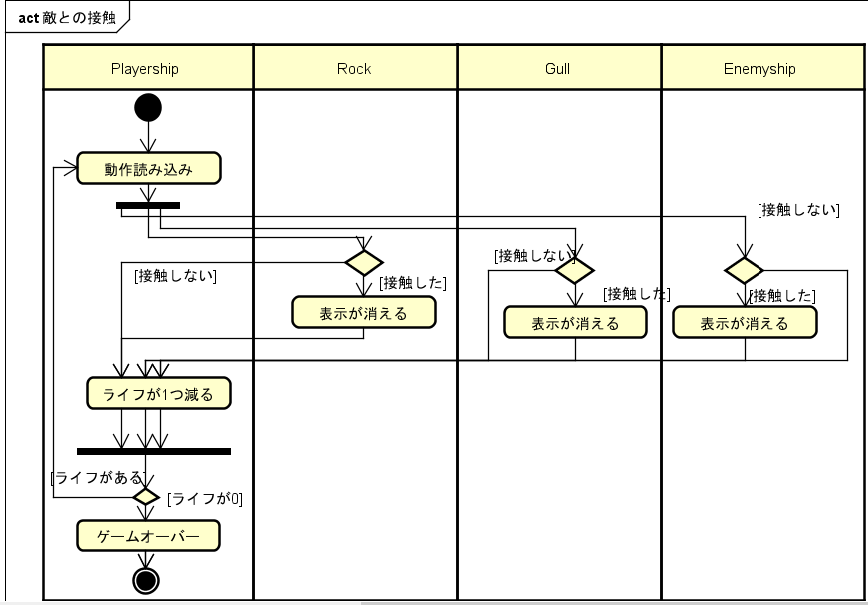 act 敵との接触
Playership
Rock
Gull
Enemyship
動作読み込み
[接触しない]
[接触しない]
[接触しない]
[接触した]
[接触した]
[接触した]
表示が消える
表示が消える
表示が消える
ライフが1つ減る
[ライフがある]
[ライフが0]
ゲームオーバー